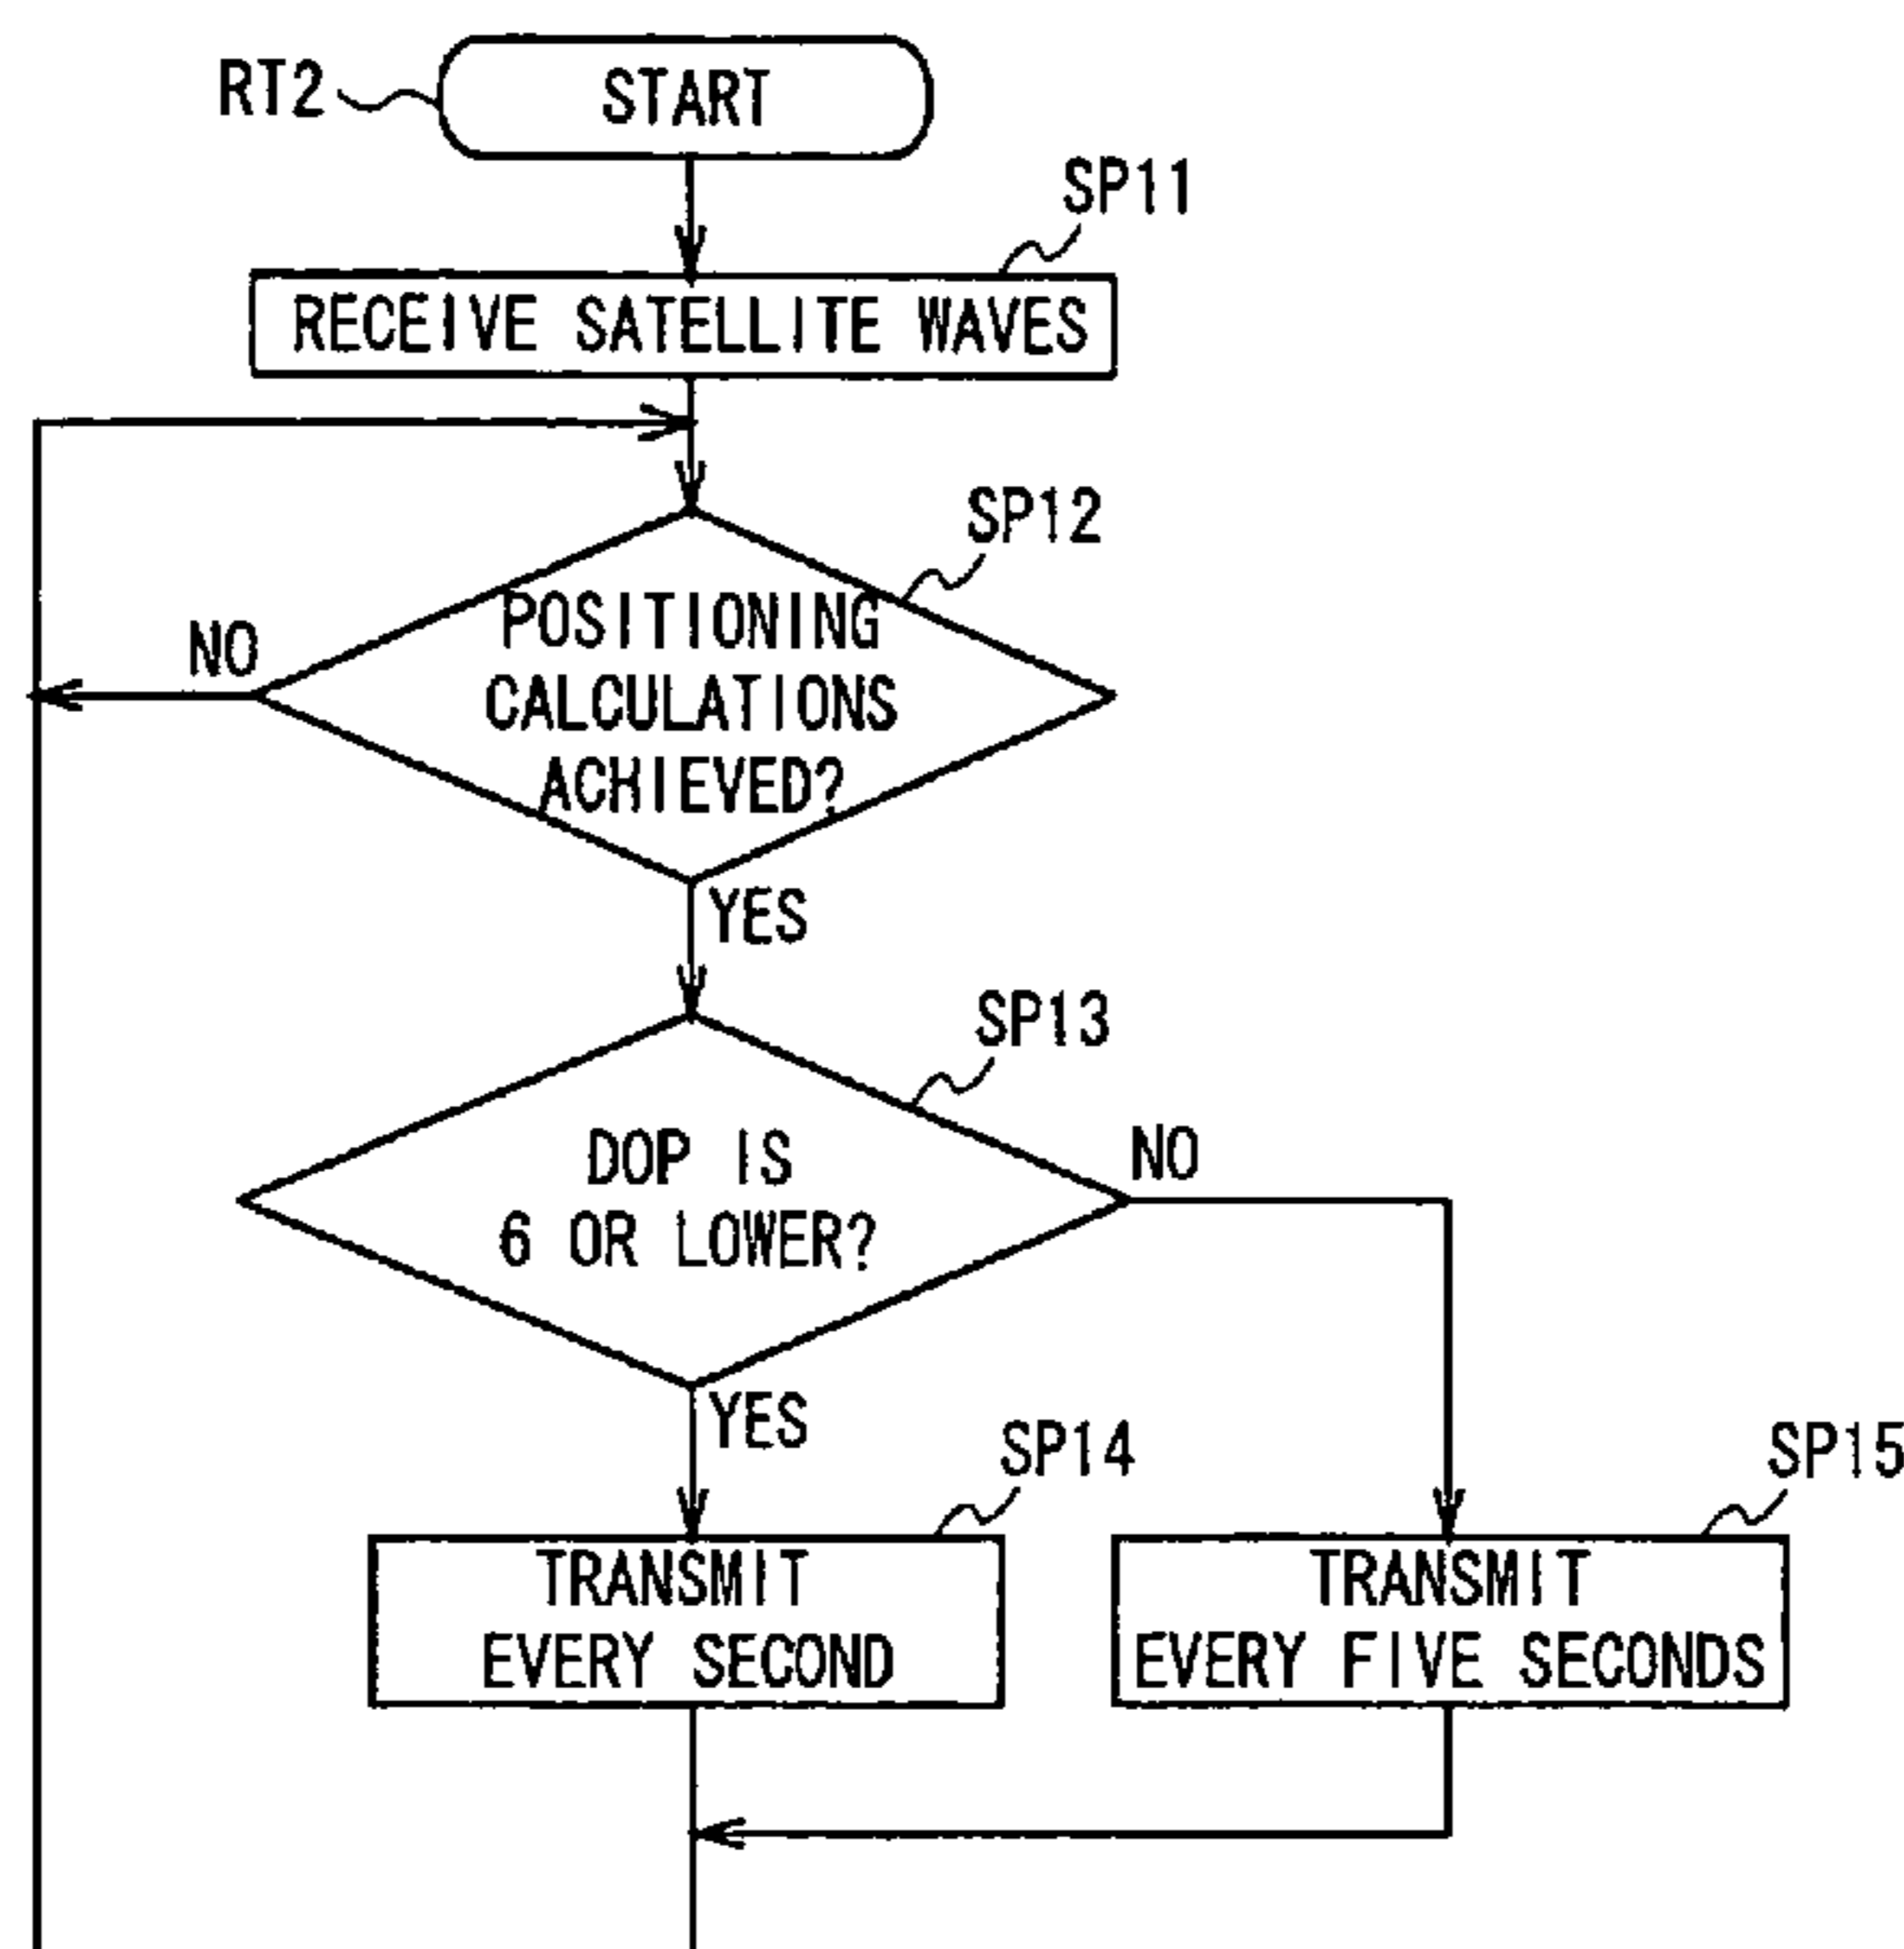 RT2
START
SP11
RECEIVE SATELLITE WAVES
SP12
NO
POSITIONING
CALCULATIONS
ACHIEVED?
YES
SP13
DOP IS
6 OR LOWER?
NO
YES
SP14
TRANSMIT
EVERY SECOND
SP15
TRANSMIT
EVERY FIVE SECONDS